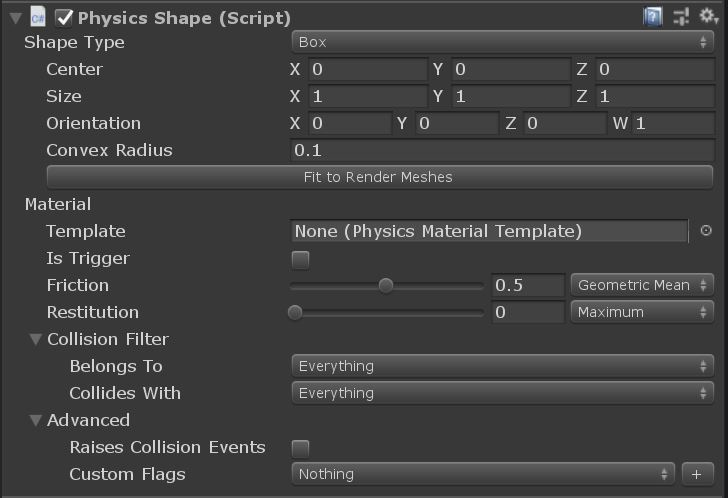 Physics Shape (Script)
Shape Type Box
Center X 0 Y 0 Z 0
Size X 1 Y 1 Z 1
Orientation X 0 Y 0 Z 0 W 1
Convex Radius 0.1
Fit to Render Meshes
Material
Template None (Physics Material Template)
Is Trigger
Friction 0.5 Geometric Mean
Restitution 0 Maximum
Collision Filter
Belongs To Everything
Collides With Everything
Advanced
Raises Collision Events
Custom Flags Nothing +